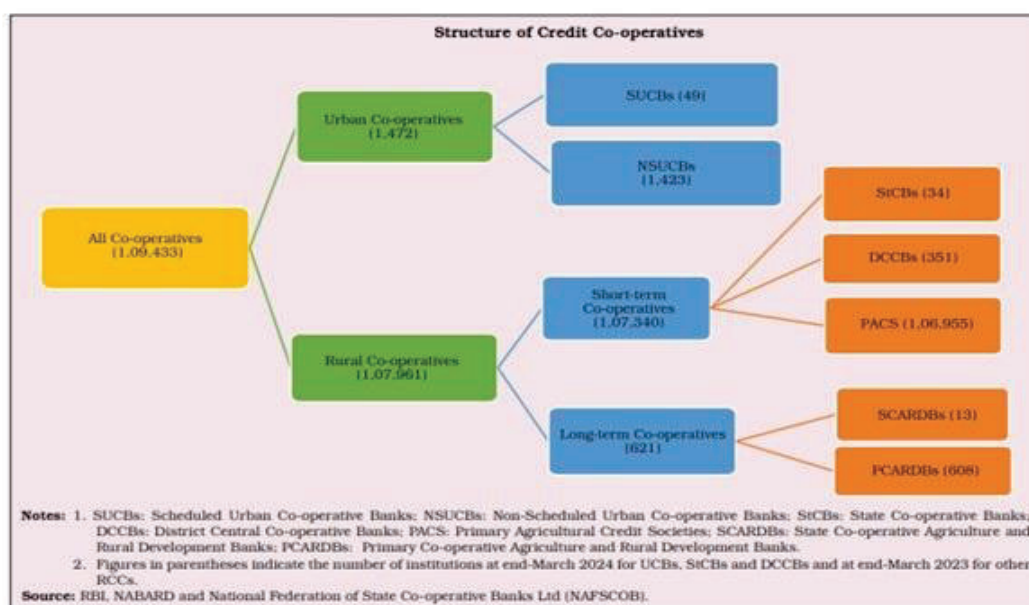 Structure of Credit Co-operatives
SUCBs (49)
Urban Co-operatives
(1,472)
NSUCBs
(1,423)
StCBs (34)
All Co-operatives
(1,09,433)
DCCBs (351)
Short-term
Co-operatives
(1,07,340)
PACS (1,06,955)
Rural Co-operatives
(1,07,961)
SCARDBs (13)
Long-term Co-operatives
(621)
PCARDBs (608)
Notes: 1. SUCBs: Scheduled Urban Co-operative Banks; NSUCBs: Non-Scheduled Urban Co-operative Banks; StCBs: State Co-operative Banks;
DCCBs: District Central Co-operative Banks; PACS: Primary Agricultural Credit Societies; SCARDBs: State Co-operative Agriculture and
Rural Development Banks; PCARDBs: Primary Co-operative Agriculture and Rural Development Banks.
2. Figures in parentheses indicate the number of institutions at end-March 2024 for UCBs, StCBs and DCCBs and at end-March 2023 for other
RCCs.
Source: RBI, NABARD and National Federation of State Co-operative Banks Ltd (NAFSCOB).